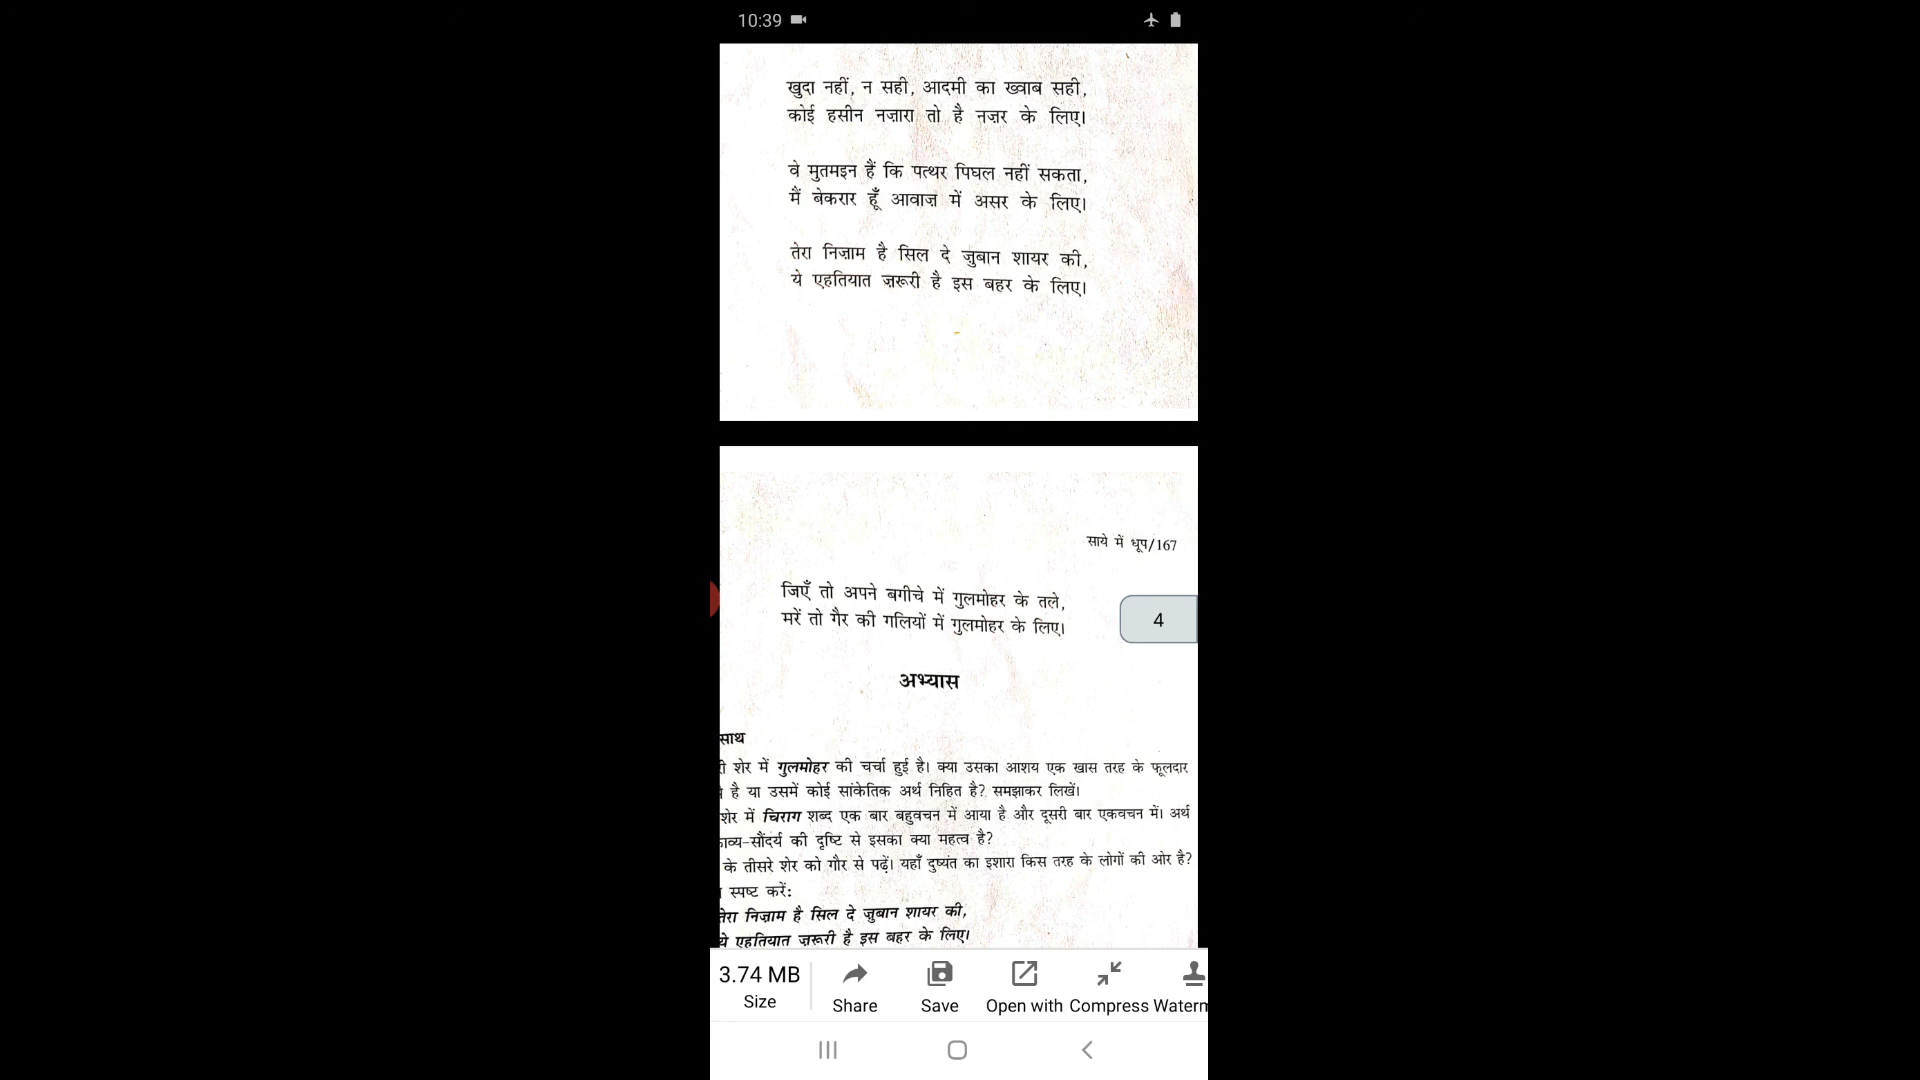 10:39
खुदा नहीं, न सही, आदमी का ख्वाब सही,
कोई हसीन नज़ारा तो है नज़र के लिए।
वे मुतमइन हैं कि पत्थर पिघल नहीं सकता,
मैं बेकरार हूँ आवाज़ में असर के लिए।
तेरा निज़ाम है सिल दे जुबान शायर की,
ये एहतियात ज़रूरी है इस बहर के लिए।
साये में धूप/167
जिएँ तो अपने बगीचे में गुलमोहर के तले,
मरें तो गैर की गलियों में गुलमोहर के लिए।
4
अभ्यास
साथ
शेर में गुलमोहर की चर्चा हुई है। क्या उसका आशय एक खास तरह के फूलदार
है या उसमें कोई सांकेतिक अर्थ निहित है? समझाकर लिखें।
शेर में चिराग शब्द एक बार बहुवचन में आया है और दूसरी बार एकवचन में। अर्थ
काव्य-सौंदर्य की दृष्टि से इसका क्या महत्व है?
के तीसरे शेर को गौर से पढ़ें। यहाँ दुष्यंत का इशारा किस तरह के लोगों की ओर है?
स्पष्ट करें:
तेरा निज़ाम है सिल दे जुबान शायर की,
ये एहतियात ज़रूरी है इस बहर के लिए।
3.74 MB
Size
Share
Save
Open with
Compress
Watern